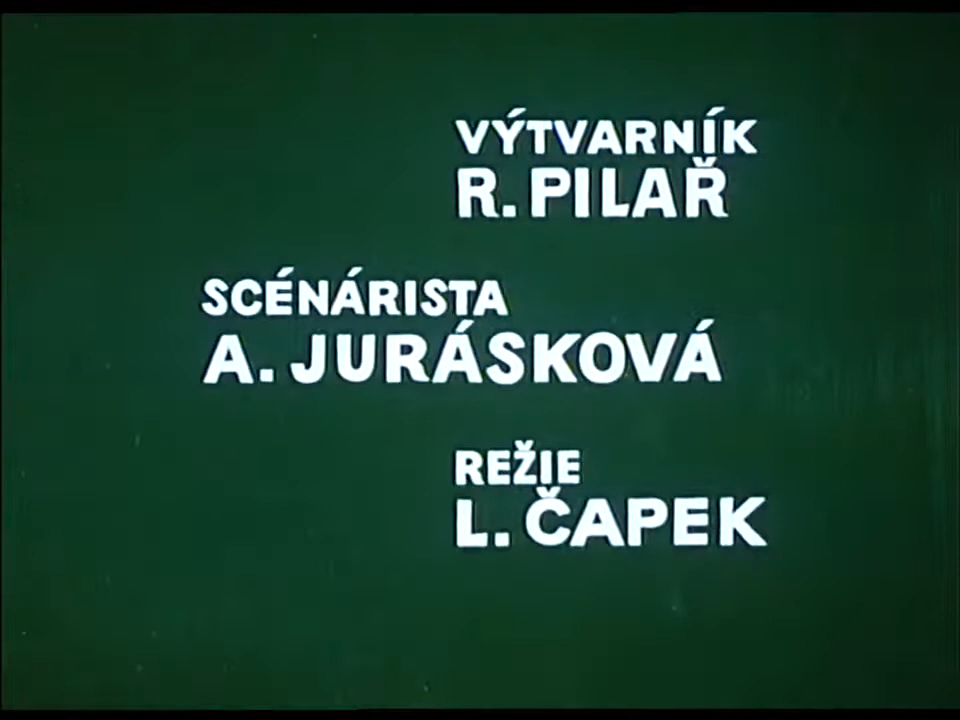 VÝTVARNÍK
R. PILAŘ
SCÉNÁRISTA
A. JURÁSKOVÁ
REŽIE
L. ČAPEK